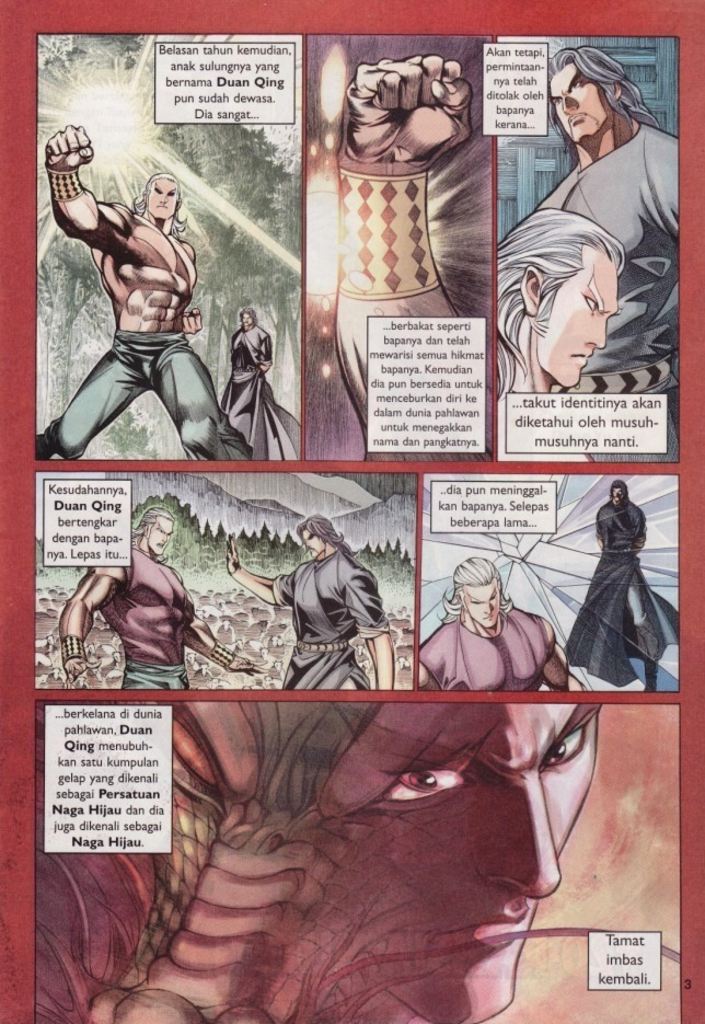 Belasan tahun kemudian,
anak sulungnya yang
bernama Duan Qing
pun sudah dewasa.
Dia sangat...
...berbakat seperti
bapanya dan telah
mewarisi semua hikmat
bapanya. Kemudian
dia pun bersedia untuk
menceburkan diri ke
dalam dunia pahlawan
untuk menegakkan
nama dan pangkatnya.
Akan tetapi,
permintaan-
nya telah
ditolak oleh
bapanya
kerana...
...takut identitinya akan
diketahui oleh musuh-
musuhnya nanti.
Kesudahannya,
Duan Qing
bertengkar
dengan bapa-
nya. Lepas itu...
..dia pun meninggal-
kan bapanya. Selepas
beberapa lama...
...berkelana di dunia
pahlawan, Duan
Qing menubuh-
kan satu kumpulan
gelap yang dikenali
sebagai Persatuan
Naga Hijau dan dia
juga dikenali sebagai
Naga Hijau.
Tamat
imbas
kembali.
3